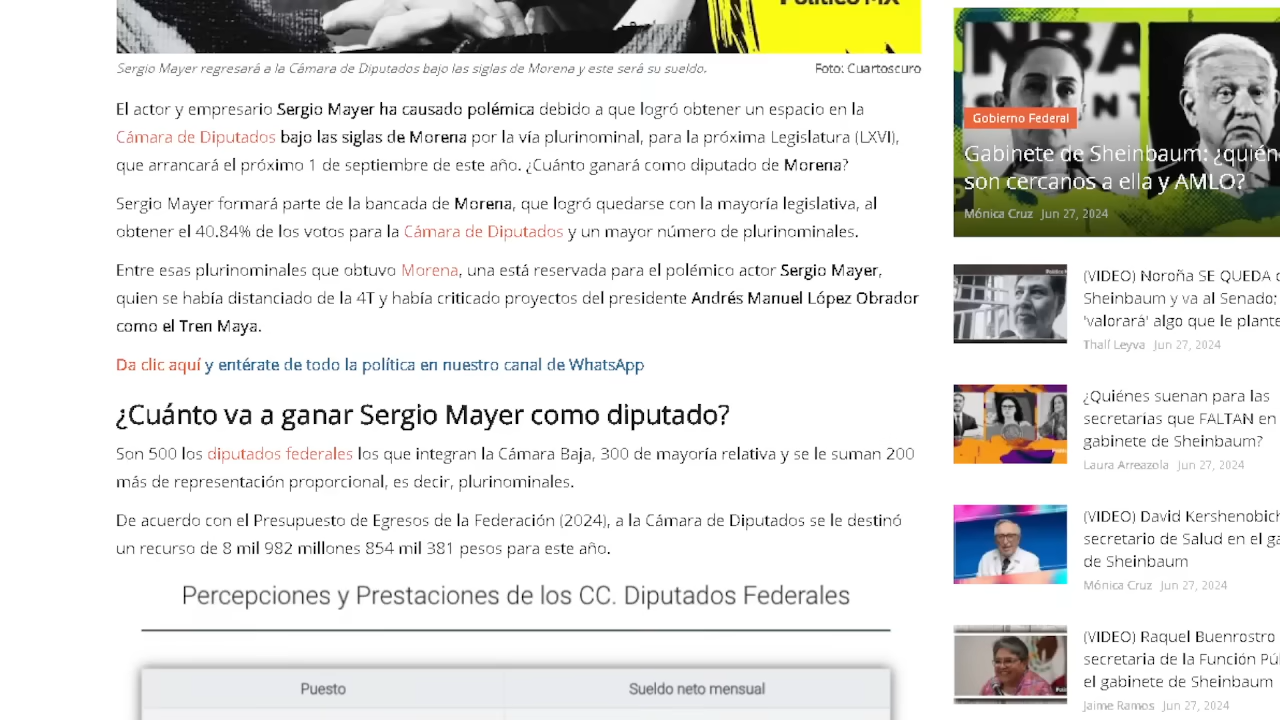 Político MX
Sergio Mayer regresará a la Cámara de Diputados bajo las siglas de Morena y este será su sueldo.
Foto: Cuartoscuro
El actor y empresario Sergio Mayer ha causado polémica debido a que logró obtener un espacio en la
Cámara de Diputados bajo las siglas de Morena por la vía plurinominal, para la próxima Legislatura (LXVI),
que arrancará el próximo 1 de septiembre de este año. ¿Cuánto ganará como diputado de Morena?
Sergio Mayer formará parte de la bancada de Morena, que logró quedarse con la mayoría legislativa, al
obtener el 40.84% de los votos para la Cámara de Diputados y un mayor número de plurinominales.
Entre esas plurinominales que obtuvo Morena, una está reservada para el polémico actor Sergio Mayer,
quien se había distanciado de la 4T y había criticado proyectos del presidente Andrés Manuel López Obrador
como el Tren Maya.
Da clic aquí y entérate de todo la política en nuestro canal de WhatsApp
¿Cuánto va a ganar Sergio Mayer como diputado?
Son 500 los diputados federales los que integran la Cámara Baja, 300 de mayoría relativa y se le suman 200
más de representación proporcional, es decir, plurinominales.
De acuerdo con el Presupuesto de Egresos de la Federación (2024), a la Cámara de Diputados se le destinó
un recurso de 8 mil 982 millones 854 mil 381 pesos para este año.
Percepciones y Prestaciones de los CC. Diputados Federales
Puesto
Sueldo neto mensual
Gobierno Federal
Gabinete de Sheinbaum: ¿quién
son cercanos a ella y AMLO?
Mónica Cruz Jun 27, 2024
(VIDEO) Noroña SE QUEDA
Sheinbaum y va al Senado;
'valorará' algo que le plante
Thalí Leyva Jun 27, 2024
¿Quiénes suenan para las
secretarias que FALTAN en
gabinete de Sheinbaum?
Laura Arreazola Jun 27, 2024
(VIDEO) David Kershenobich
secretario de Salud en el ga
de Sheinbaum
Mónica Cruz Jun 27, 2024
(VIDEO) Raquel Buenrostro
secretaria de la Función Pú
el gabinete de Sheinbaum
Jaime Ramos Jun 27, 2024